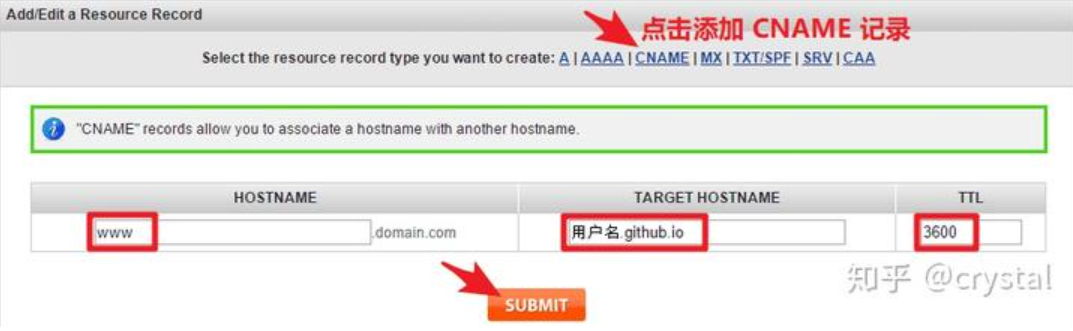 Add/Edit a Resource Record
点击添加 CNAME 记录
Select the resource record type you want to create: A | AAAA | CNAME | MX | TXT/SPF | SRV | CAA
"CNAME" records allow you to associate a hostname with another hostname.
HOSTNAME TARGET HOSTNAME TTL
www .domain.com 用户名.github.io 3600
知乎 @crystal
SUBMIT